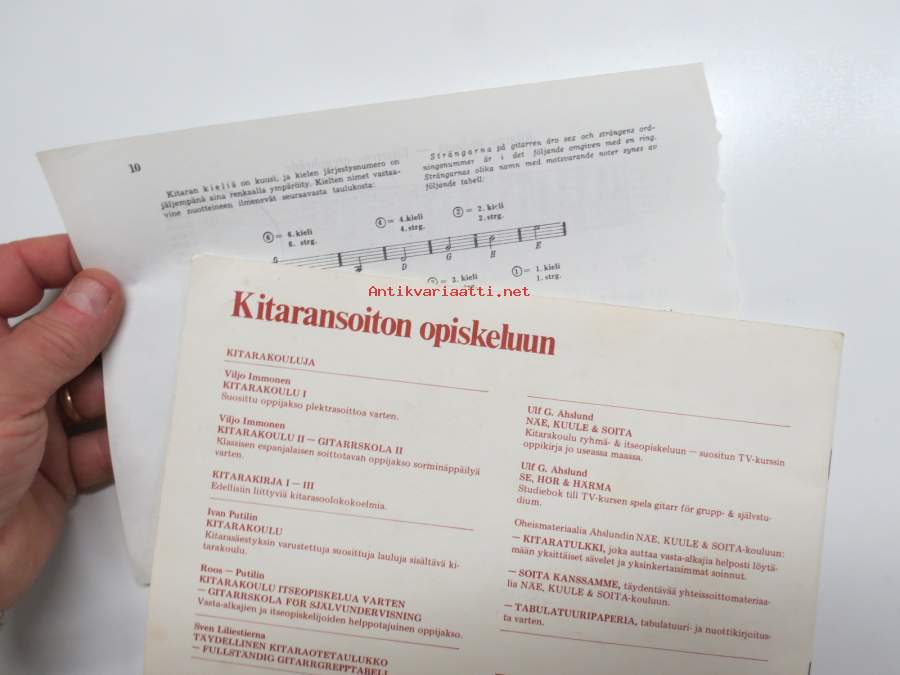 10
Kitaran kieliä on kuusi, ja kielen järjestysnumero on
jäljempänä aina renkaalla ympäröity. Kielten nimet vastaa-
vine nuotteineen ilmenevät seuraavasta taulukosta:
Strängarna på gitarren äro sex och strängens ord-
ningsnummer är i det följande omgiven med en ring.
Strängarnas olika namn med motsvarande noter synes av
följande tabell:
⑥ = 6. kieli
6. strg.
④ = 4. kieli
4. strg.
② = 2. kieli
2. strg.
D G H E
3. kieli
① = 1. kieli
1. strg.
Antikvariaatti.net
Kitaransoiton opiskeluun
KITARAKOULUJA
Viljo Immonen
KITARAKOULU I
Suosittu oppijakso plektrasoittoa varten.
Viljo Immonen
KITARAKOULU II — GITARRSKOLA II
Klassisen espanjalaisen soittotavan oppijakso sorminäppäilyä
varten.
KITARAKIRJA I — III
Edellisiin liittyviä kitarasoolokokoelmia.
Ivan Putilin
KITARAKOULU
Kitarasäestyksin varustettuja suosittuja lauluja sisältävä ki-
tarakoulu.
Roos — Putilin
KITARAKOULU ITSEOPISKELUA VARTEN
— GITARRSKOLA FÖR SJÄLVUNDERVISNING
Vasta-alkajien ja itseopiskelijoiden helppotajuinen oppijakso.
Sven Liliestierna
TÄYDELLINEN KITARAOTETAULUKKO
— FULLSTÄNDIG GITARRGREPPTABELL
Ulf G. Ahslund
NÄE, KUULE & SOITA
Kitarakoulu ryhmä- & itseopiskeluun — suositun TV-kurssin
oppikirja jo useassa maassa.
Ulf G. Ahslund
SE, HÖR & HÄRMA
Studiebok till TV-kursen spela gitarr för grupp- & självstu-
dium.
Oheismateriaalia Ahslundin NÄE, KUULE & SOITA-kouluun:
— KITARATULKKI, joka auttaa vasta-alkajia helposti löytä-
mään yksittäiset sävelet ja yksinkertaisimmat soinnut.
— SOITA KANSSAMME, täydentävää yhteissoittomateriaa-
lia NÄE, KUULE & SOITA-kouluun.
— TABULATUURIPAPERIA, tabulatuuri- ja nuottikirjoitus-
ta varten.